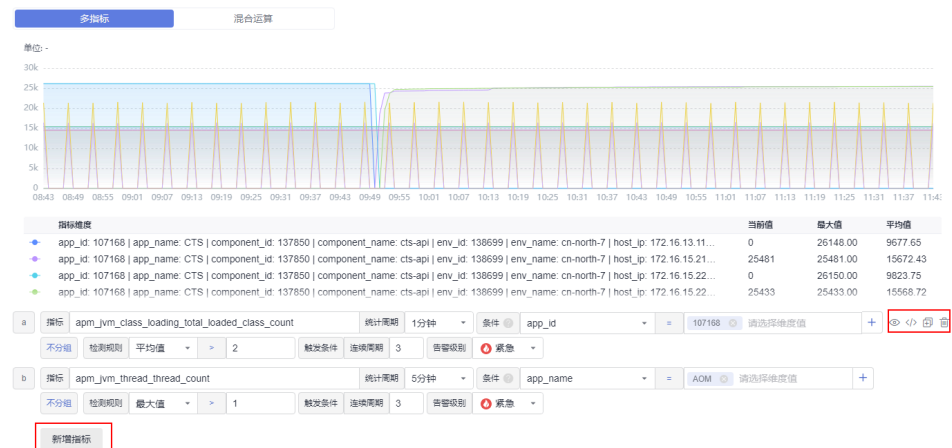 多指标 混合运算
单位: -
30k
25k
20k
15k
10k
5k
0
08:43 08:49 08:55 09:01 09:07 09:13 09:19 09:25 09:31 09:37 09:43 09:49 09:55 10:01 10:07 10:13 10:19 10:25 10:31 10:37 10:43 10:49 10:55 11:01 11:07 11:13 11:19 11:25 11:31 11:37 11:43
指标维度 当前值 最大值 平均值
app_id: 107168 | app_name: CTS | component_id: 137850 | component_name: cts-api | env_id: 138699 | env_name: cn-north-7 | host_ip: 172.16.13.11... 0 26148.00 9677.65
app_id: 107168 | app_name: CTS | component_id: 137850 | component_name: cts-api | env_id: 138699 | env_name: cn-north-7 | host_ip: 172.16.15.21... 25481 25481.00 15672.43
app_id: 107168 | app_name: CTS | component_id: 137850 | component_name: cts-api | env_id: 138699 | env_name: cn-north-7 | host_ip: 172.16.15.22... 0 26150.00 9823.75
app_id: 107168 | app_name: CTS | component_id: 137850 | component_name: cts-api | env_id: 138699 | env_name: cn-north-7 | host_ip: 172.16.15.22... 25433 25433.00 15568.72
a 指标 apm_jvm_class_loading_total_loaded_class_count 统计周期 1分钟 条件 app_id = 107168 请选择维度值 +
不分组 检测规则 平均值 > 2 触发条件 连续周期 3 告警级别 紧急
b 指标 apm_jvm_thread_thread_count 统计周期 5分钟 条件 app_name = AOM 请选择维度值 +
不分组 检测规则 最大值 > 1 触发条件 连续周期 3 告警级别 紧急
新增指标